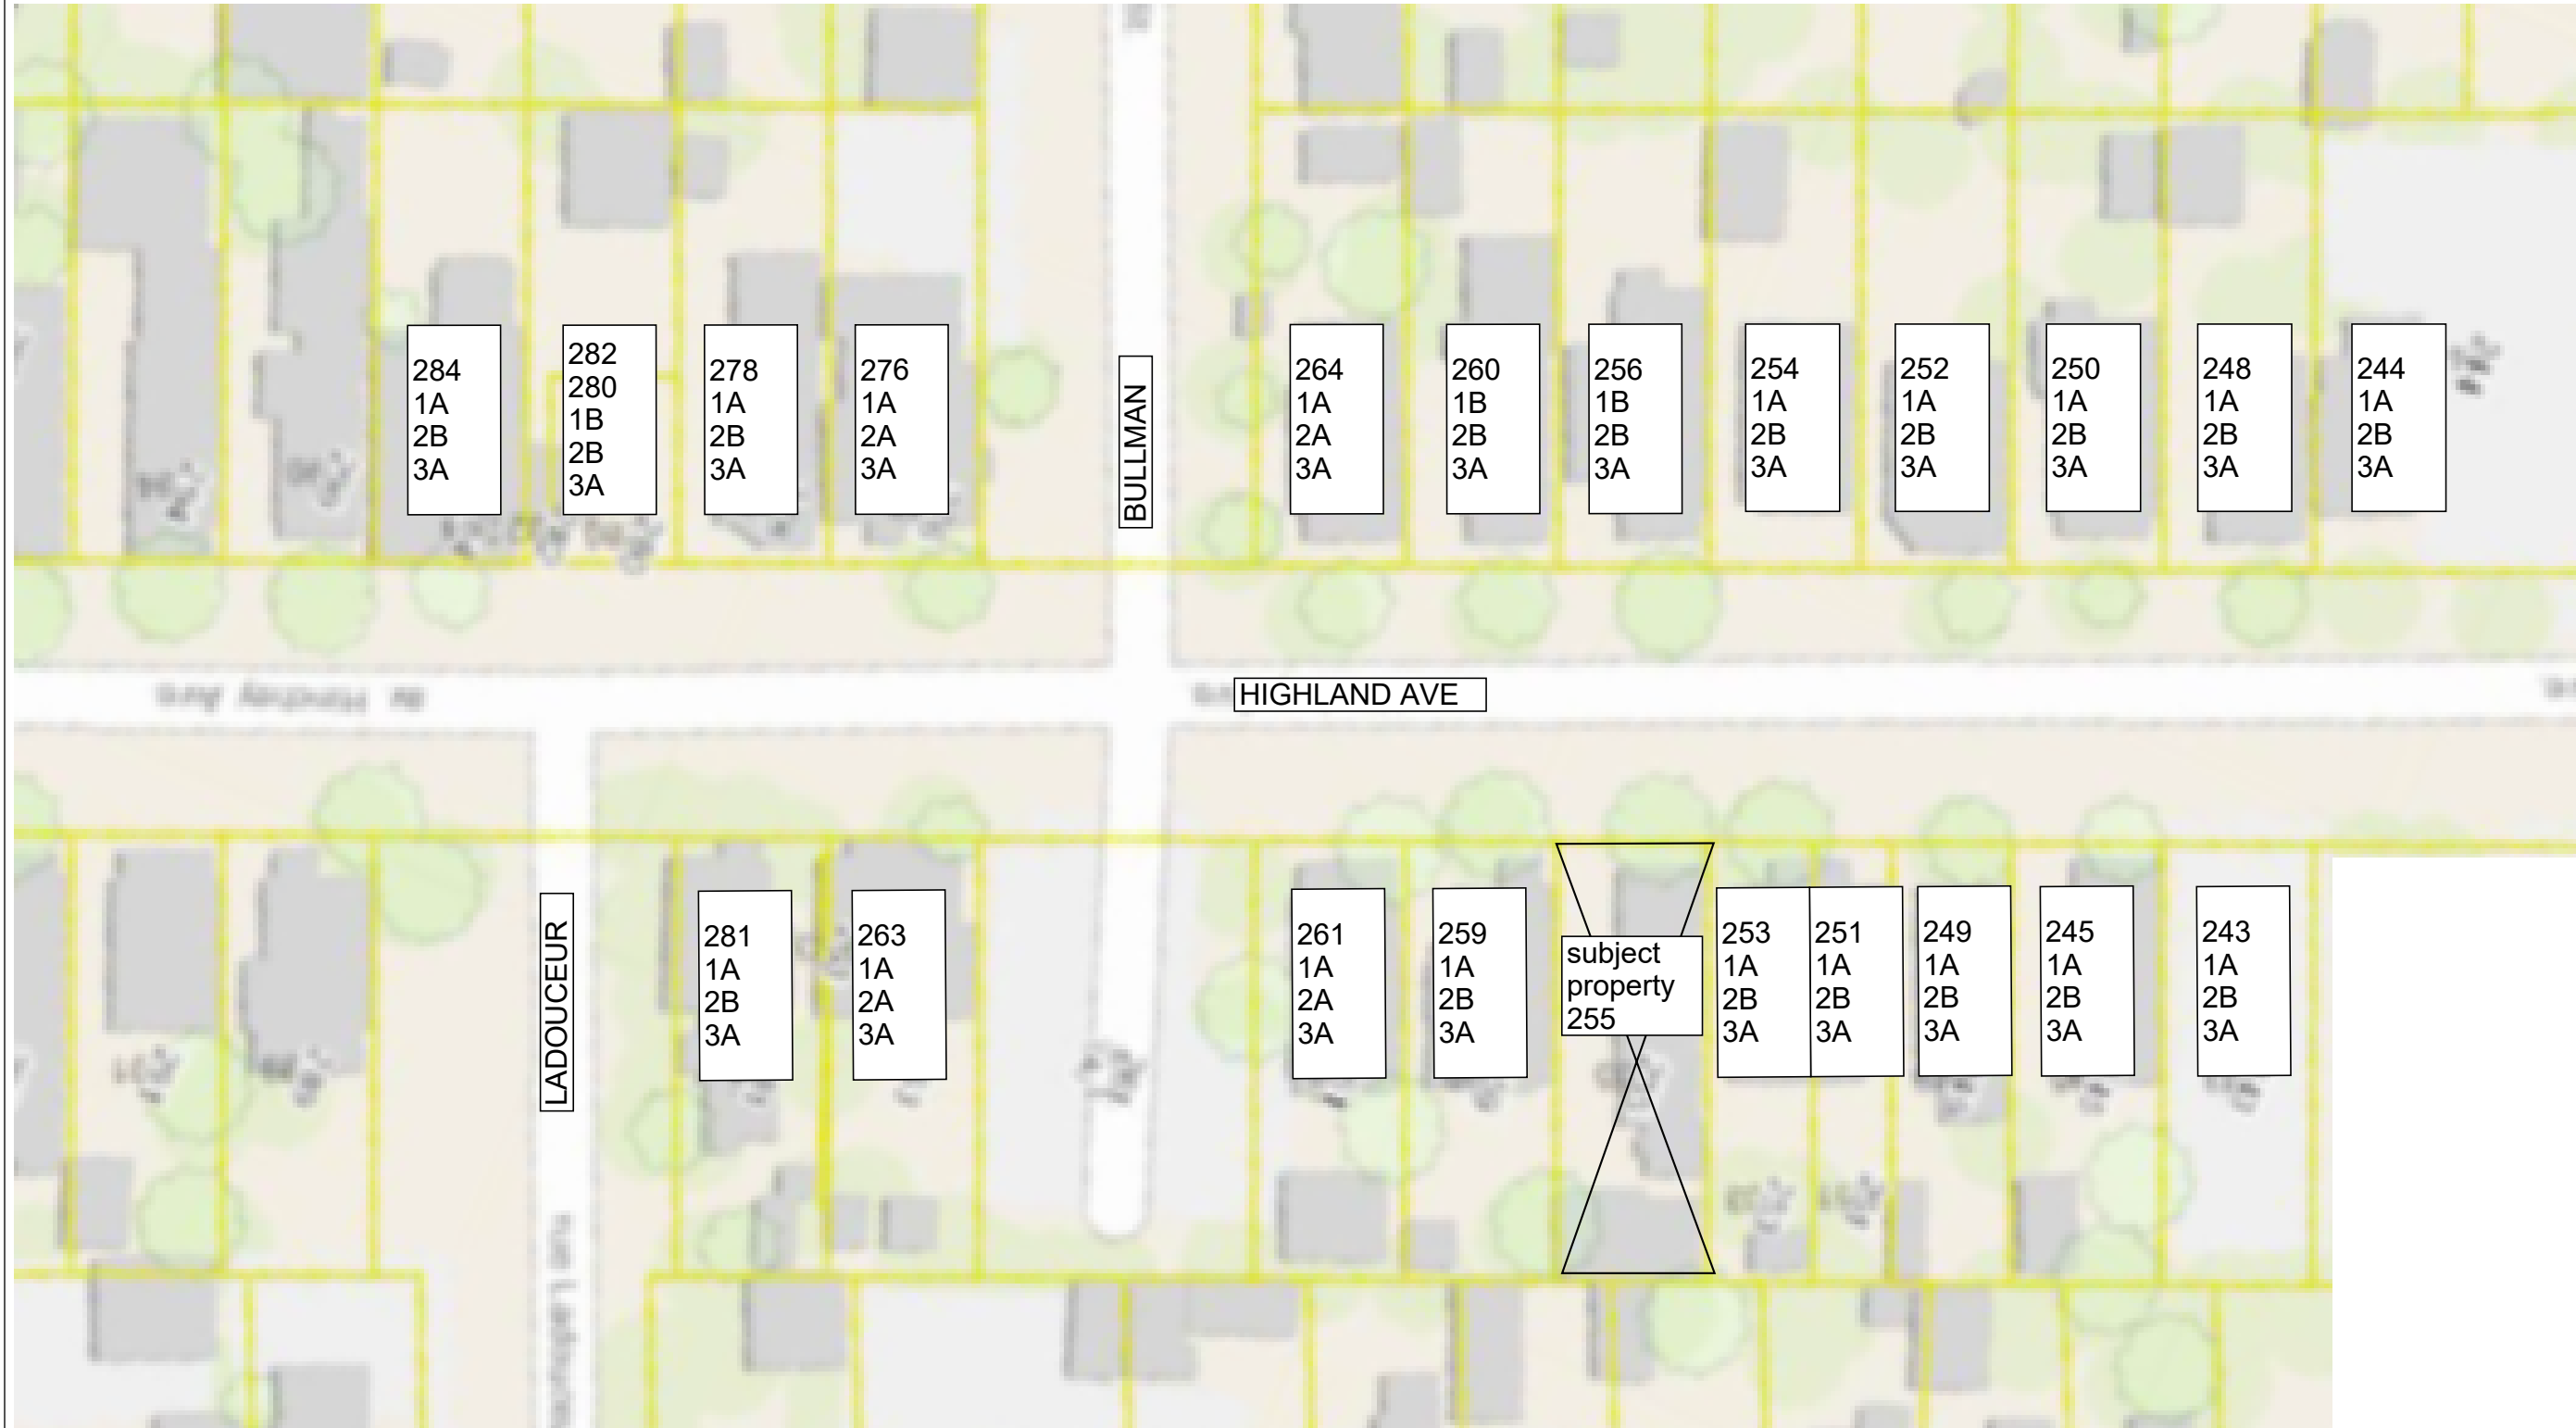 284
1A
2B
3A
282
280
1B
2B
3A
278
1A
2B
3A
276
1A
2A
3A
BULLMAN
264
1A
2A
3A
260
1B
2B
3A
256
1B
2B
3A
254
1A
2B
3A
252
1A
2B
3A
250
1A
2B
3A
248
1A
2B
3A
244
1A
2B
3A
HIGHLAND AVE
LADOUCEUR
281
1A
2B
3A
263
1A
2A
3A
261
1A
2A
3A
259
1A
2B
3A
subject
property
255
253
1A
2B
3A
251
1A
2B
3A
249
1A
2B
3A
245
1A
2B
3A
243
1A
2B
3A